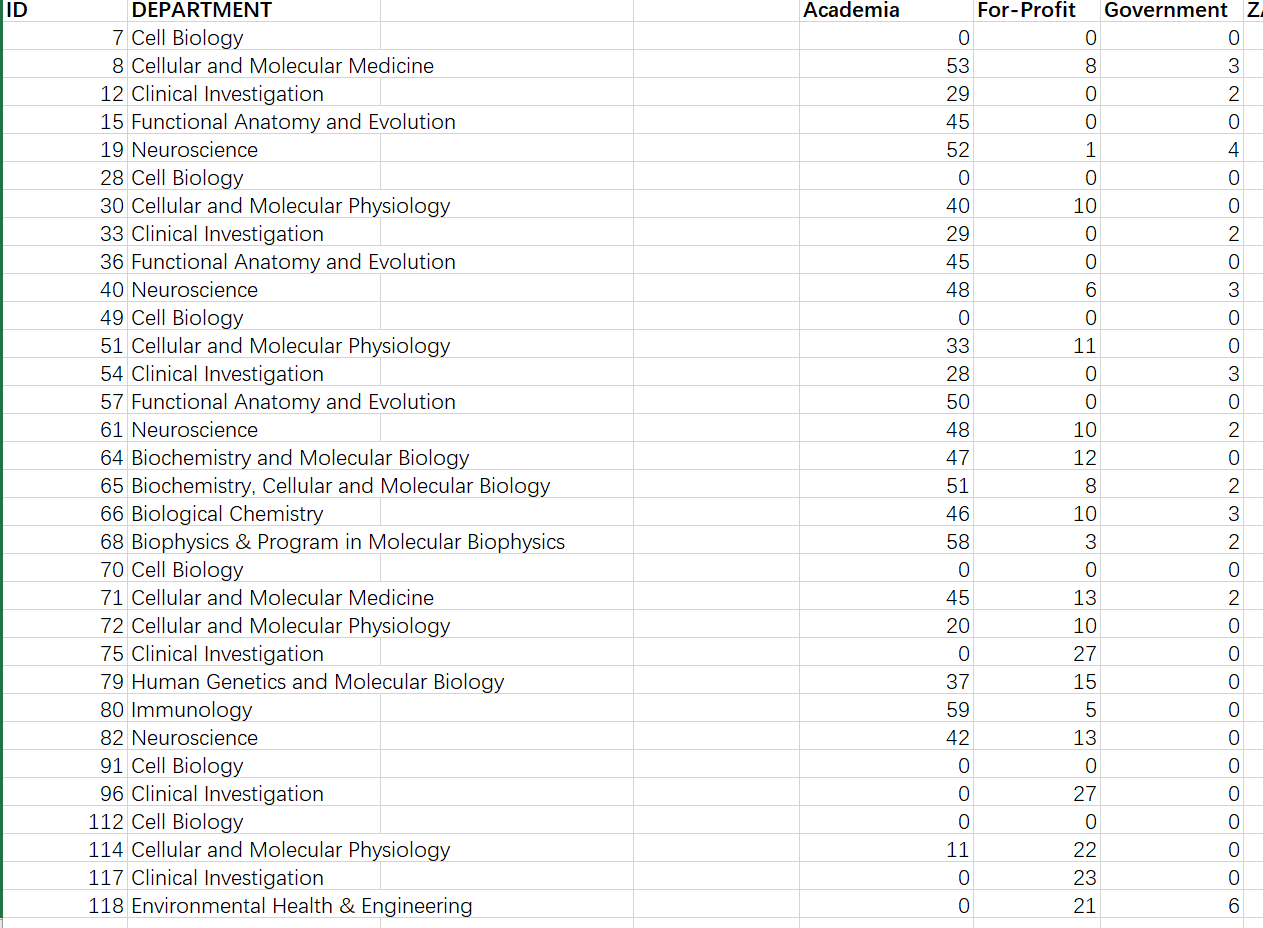 ID DEPARTMENT Academia For-Profit Government
7 Cell Biology 0 0 0
8 Cellular and Molecular Medicine 53 8 3
12 Clinical Investigation 29 0 2
15 Functional Anatomy and Evolution 45 0 0
19 Neuroscience 52 1 4
28 Cell Biology 0 0 0
30 Cellular and Molecular Physiology 40 10 0
33 Clinical Investigation 29 0 2
36 Functional Anatomy and Evolution 45 0 0
40 Neuroscience 48 6 3
49 Cell Biology 0 0 0
51 Cellular and Molecular Physiology 33 11 0
54 Clinical Investigation 28 0 3
57 Functional Anatomy and Evolution 50 0 0
61 Neuroscience 48 10 2
64 Biochemistry and Molecular Biology 47 12 0
65 Biochemistry, Cellular and Molecular Biology 51 8 2
66 Biological Chemistry 46 10 3
68 Biophysics & Program in Molecular Biophysics 58 3 2
70 Cell Biology 0 0 0
71 Cellular and Molecular Medicine 45 13 2
72 Cellular and Molecular Physiology 20 10 0
75 Clinical Investigation 0 27 0
79 Human Genetics and Molecular Biology 37 15 0
80 Immunology 59 5 0
82 Neuroscience 42 13 0
91 Cell Biology 0 0 0
96 Clinical Investigation 0 27 0
112 Cell Biology 0 0 0
114 Cellular and Molecular Physiology 11 22 0
117 Clinical Investigation 0 23 0
118 Environmental Health & Engineering 0 21 6